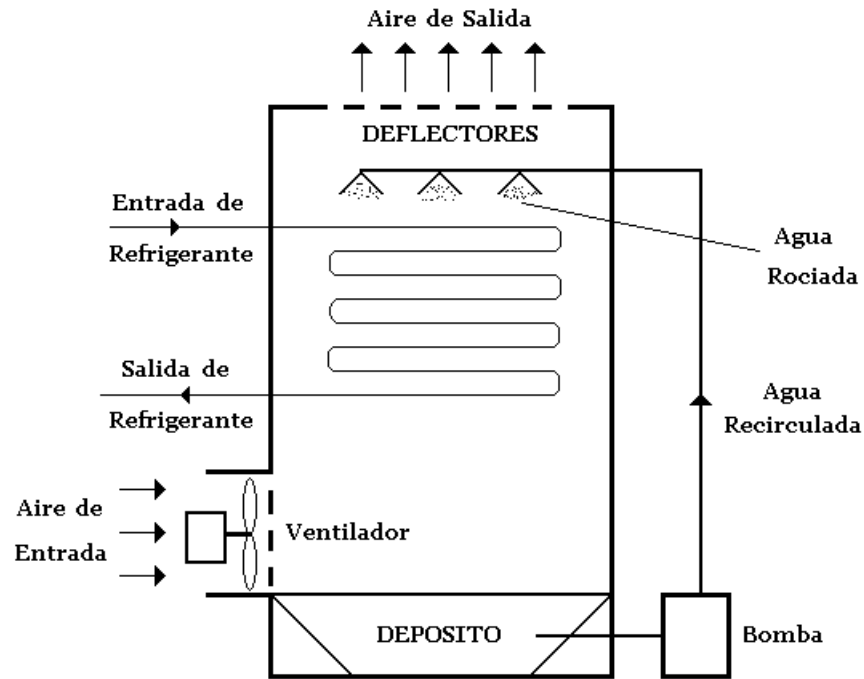 Aire de Salida
DEFLECTORES
Entrada de
Refrigerante
Agua
Rociada
Salida de
Refrigerante
Agua
Recirculada
Aire de
Entrada
Ventilador
DEPOSITO
Bomba